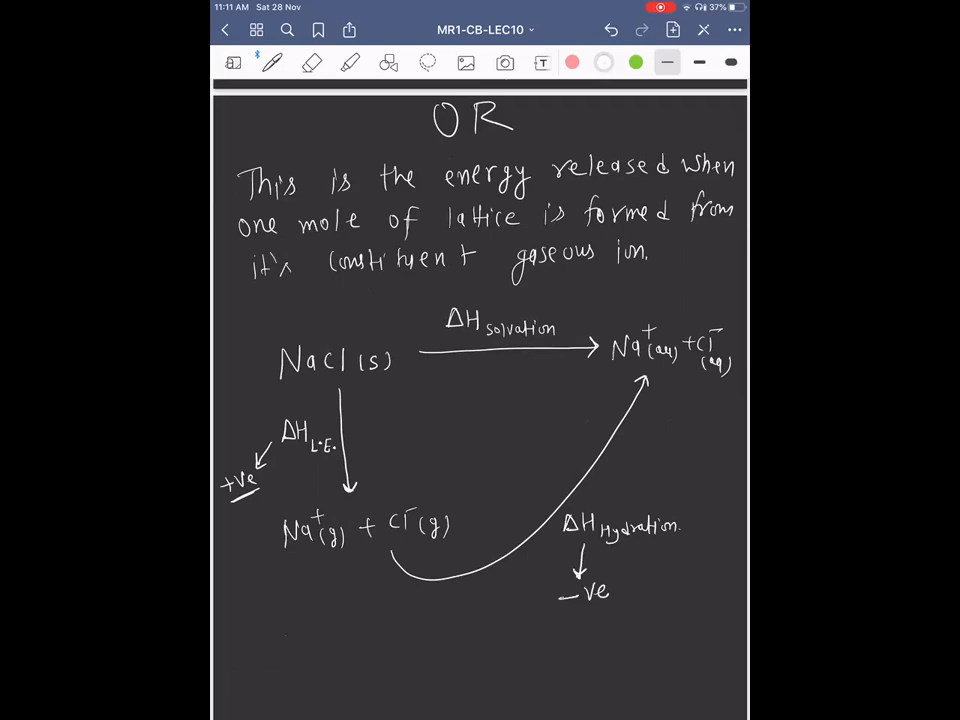 11:11 AM Sat 28 Nov
37%
MR1-CB-LEC10
T
OR
This is the energy released when
one mole of lattice is formed from
it's constituent gaseous ion.
ΔH solvation
NaCl (s)
Na⁺(aq) + Cl⁻(aq)
ΔH L.E.
+ve
Na⁺(g) + Cl⁻(g)
ΔH Hydration.
-ve